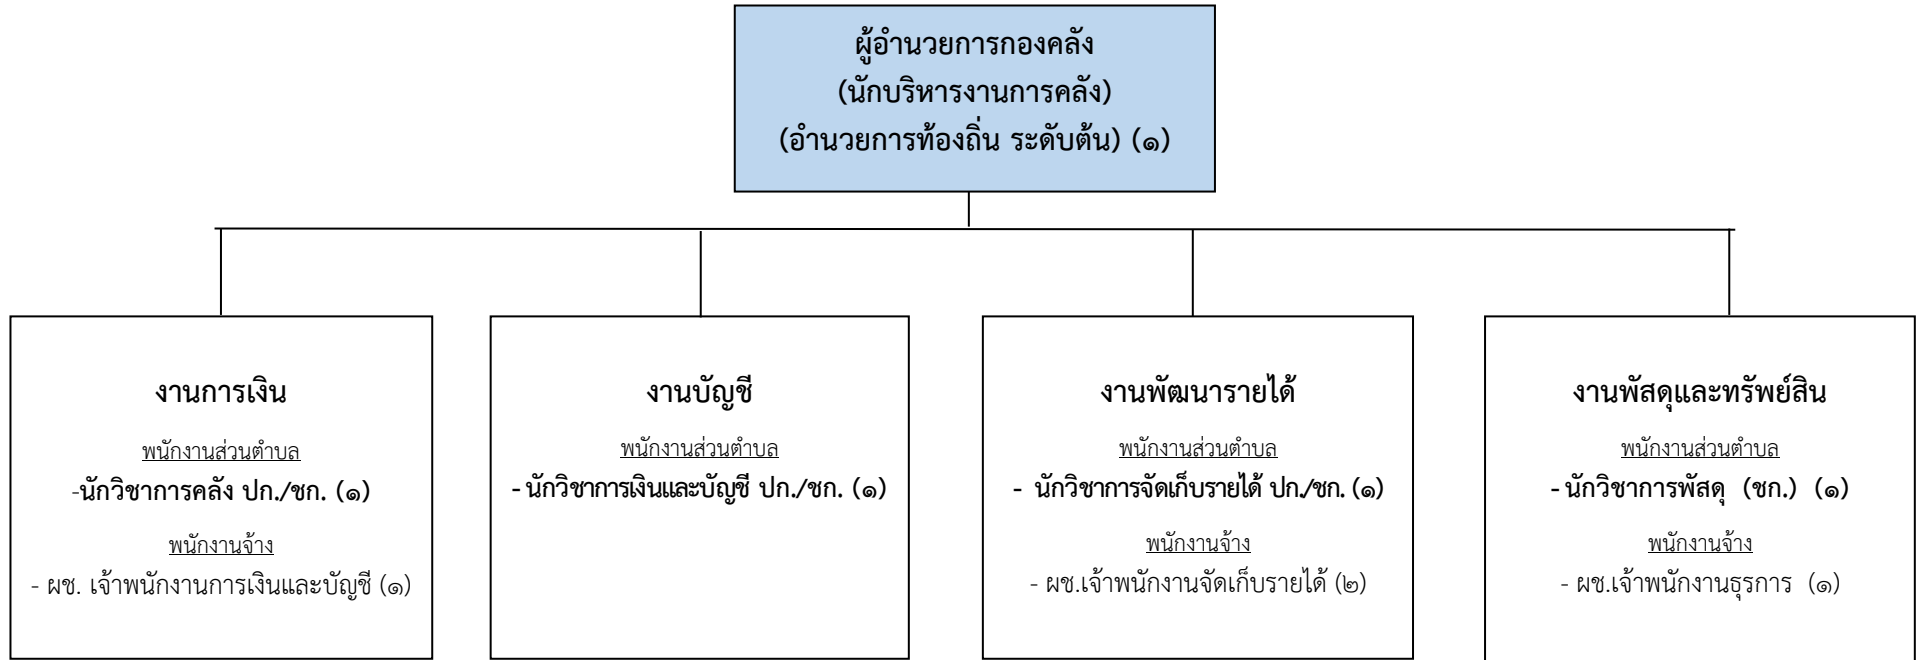 ผู้อำนวยการกองคลัง
(นักบริหารงานการคลัง)
(อำนวยการท้องถิ่น ระดับต้น) (๑)
งานการเงิน
พนักงานส่วนตำบล
-นักวิชาการคลัง ปก./ชก. (๑)
พนักงานจ้าง
- ผช. เจ้าพนักงานการเงินและบัญชี (๑)
งานบัญชี
พนักงานส่วนตำบล
- นักวิชาการเงินและบัญชี ปก./ชก. (๑)
งานพัฒนารายได้
พนักงานส่วนตำบล
- นักวิชาการจัดเก็บรายได้ ปก./ชก. (๑)
พนักงานจ้าง
- ผช.เจ้าพนักงานจัดเก็บรายได้ (๒)
งานพัสดุและทรัพย์สิน
พนักงานส่วนตำบล
- นักวิชาการพัสดุ (ชก.) (๑)
พนักงานจ้าง
- ผช.เจ้าพนักงานธุรการ (๑)